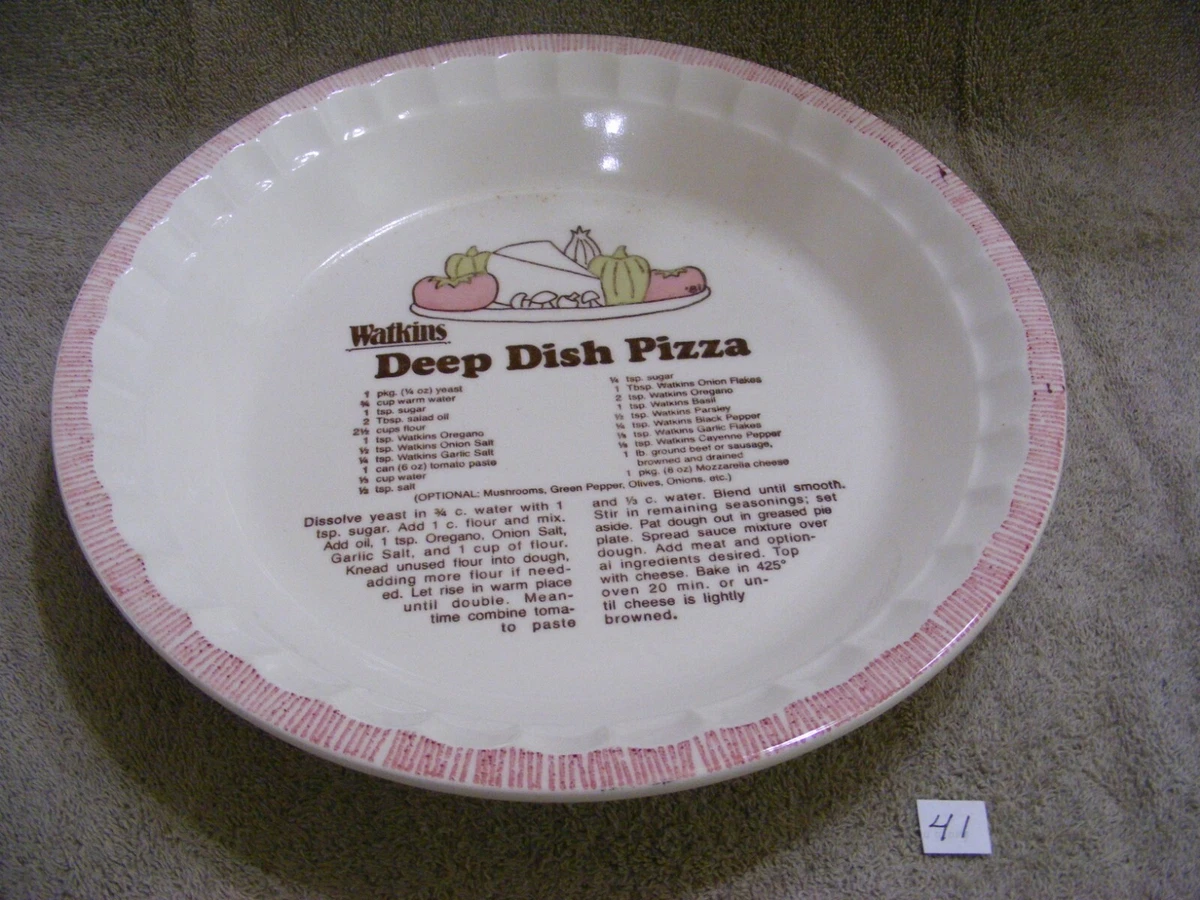 Watkins
Deep Dish Pizza
1 pkg. (¼ oz) yeast
¾ cup warm water
1 tsp. sugar
2 Tbsp. salad oil
2½ cups flour
1 tsp. Watkins Oregano
½ tsp. Watkins Onion Salt
¼ tsp. Watkins Garlic Salt
1 can (6 oz) tomato paste
⅓ cup water
½ tsp. salt
tsp. sugar
1 Tbsp. Watkins Onion Flakes
2 tsp. Watkins Oregano
1 tsp. Watkins Basil
½ tsp. Watkins Parsley
tsp. Watkins Black Pepper
⅛ tsp. Watkins Garlic Flakes
⅛ tsp. Watkins Cayenne Pepper
1 lb. ground beef or sausage,
browned and drained
1 pkg. (8 oz) Mozzarella cheese
(OPTIONAL: Mushrooms, Green Pepper, Olives, Onions, etc.)
Dissolve yeast in ¾ c. water with 1
tsp. sugar. Add 1 c. flour and mix.
Add oil, 1 tsp. Oregano, Onion Salt,
Garlic Salt, and 1 cup of flour.
Knead unused flour into dough,
adding more flour if need-
ed. Let rise in warm place
until double. Mean-
time combine toma-
to paste
and ⅓ c. water. Blend until smooth.
Stir in remaining seasonings; set
aside. Pat dough out in greased pie
plate. Spread sauce mixture over
dough. Add meat and option-
al ingredients desired. Top
with cheese. Bake in 425°
oven 20 min. or un-
til cheese is lightly
browned.
41